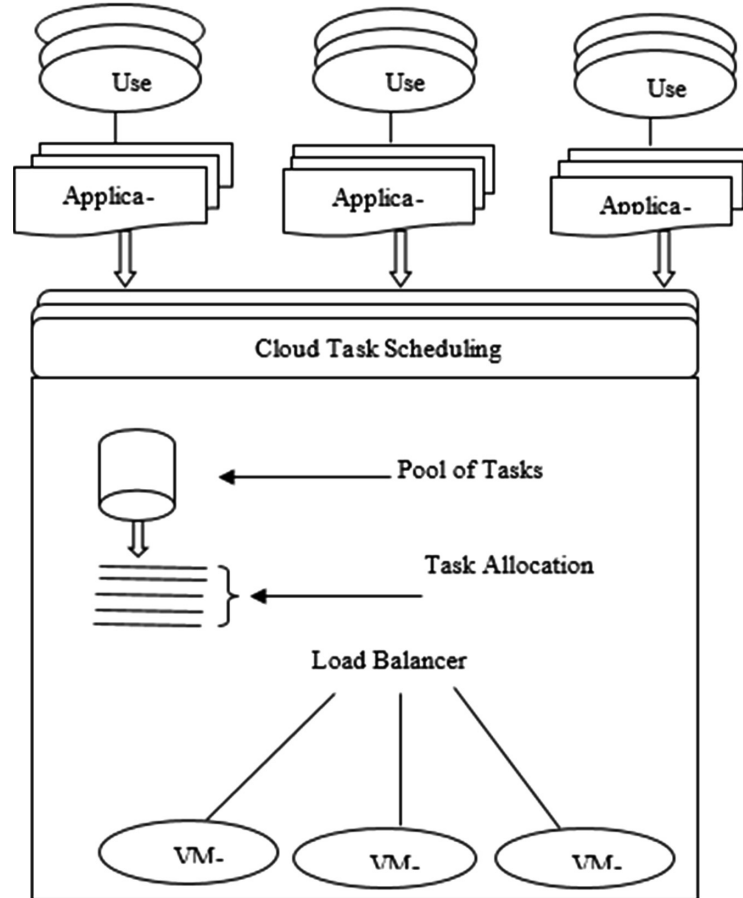 Use
Use
Use
Applica-
Applica-
Applica-
Cloud Task Scheduling
Pool of Tasks
Task Allocation
Load Balancer
VM-
VM-
VM-